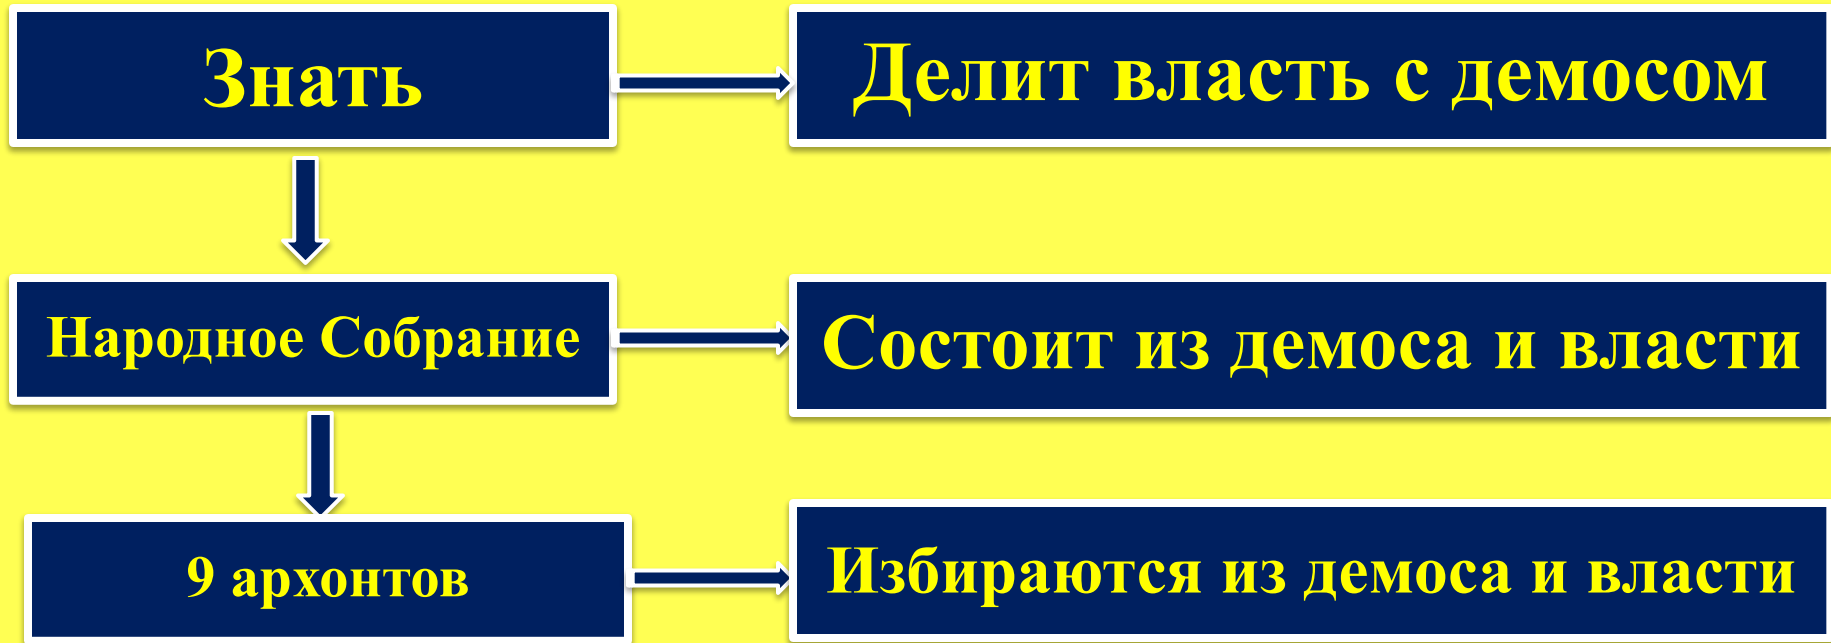 Знать
Делит власть с демосом
Народное Собрание
Состоит из демоса и власти
9 архонтов
Избираются из демоса и власти